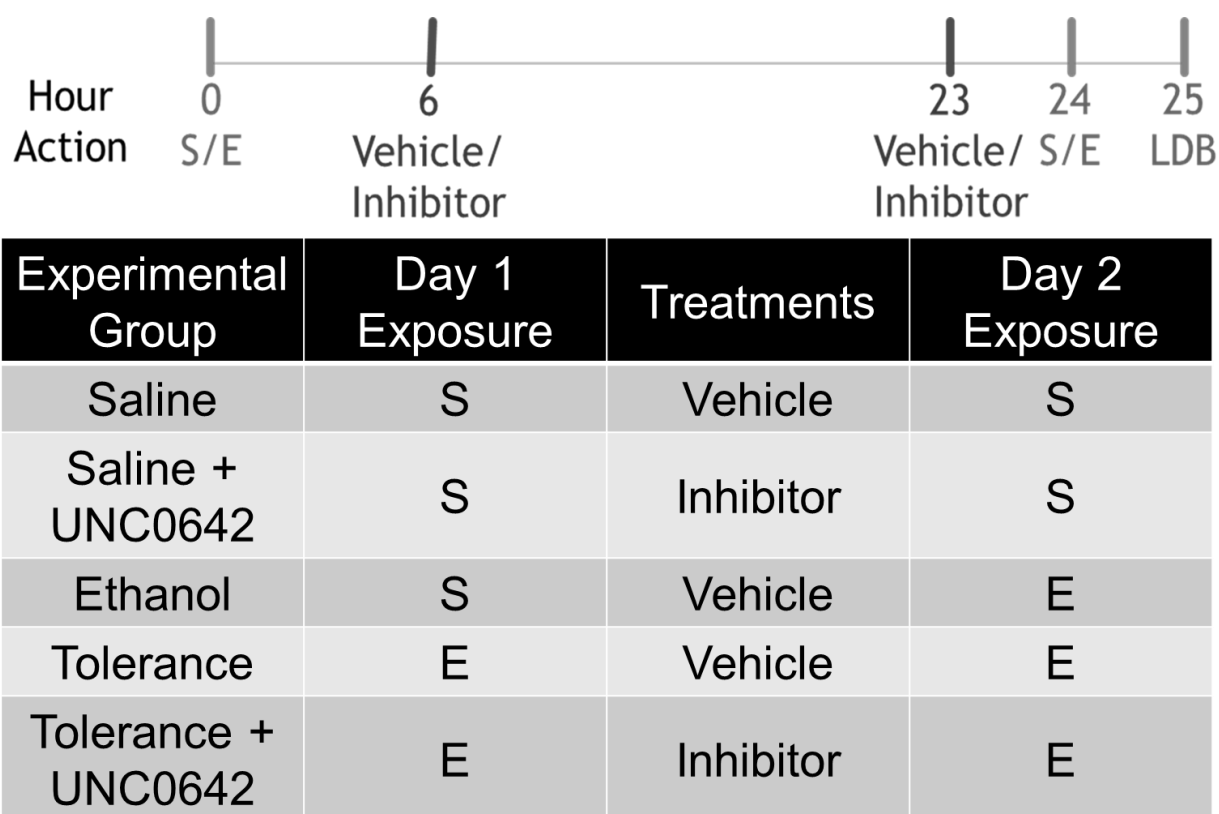 Hour 0 6 23 24 25
Action S/E Vehicle/ Vehicle/ S/E LDB
Inhibitor Inhibitor
Experimental Group Day 1 Exposure Treatments Day 2 Exposure
Saline S Vehicle S
Saline + UNC0642 S Inhibitor S
Ethanol S Vehicle E
Tolerance E Vehicle E
Tolerance + UNC0642 E Inhibitor E